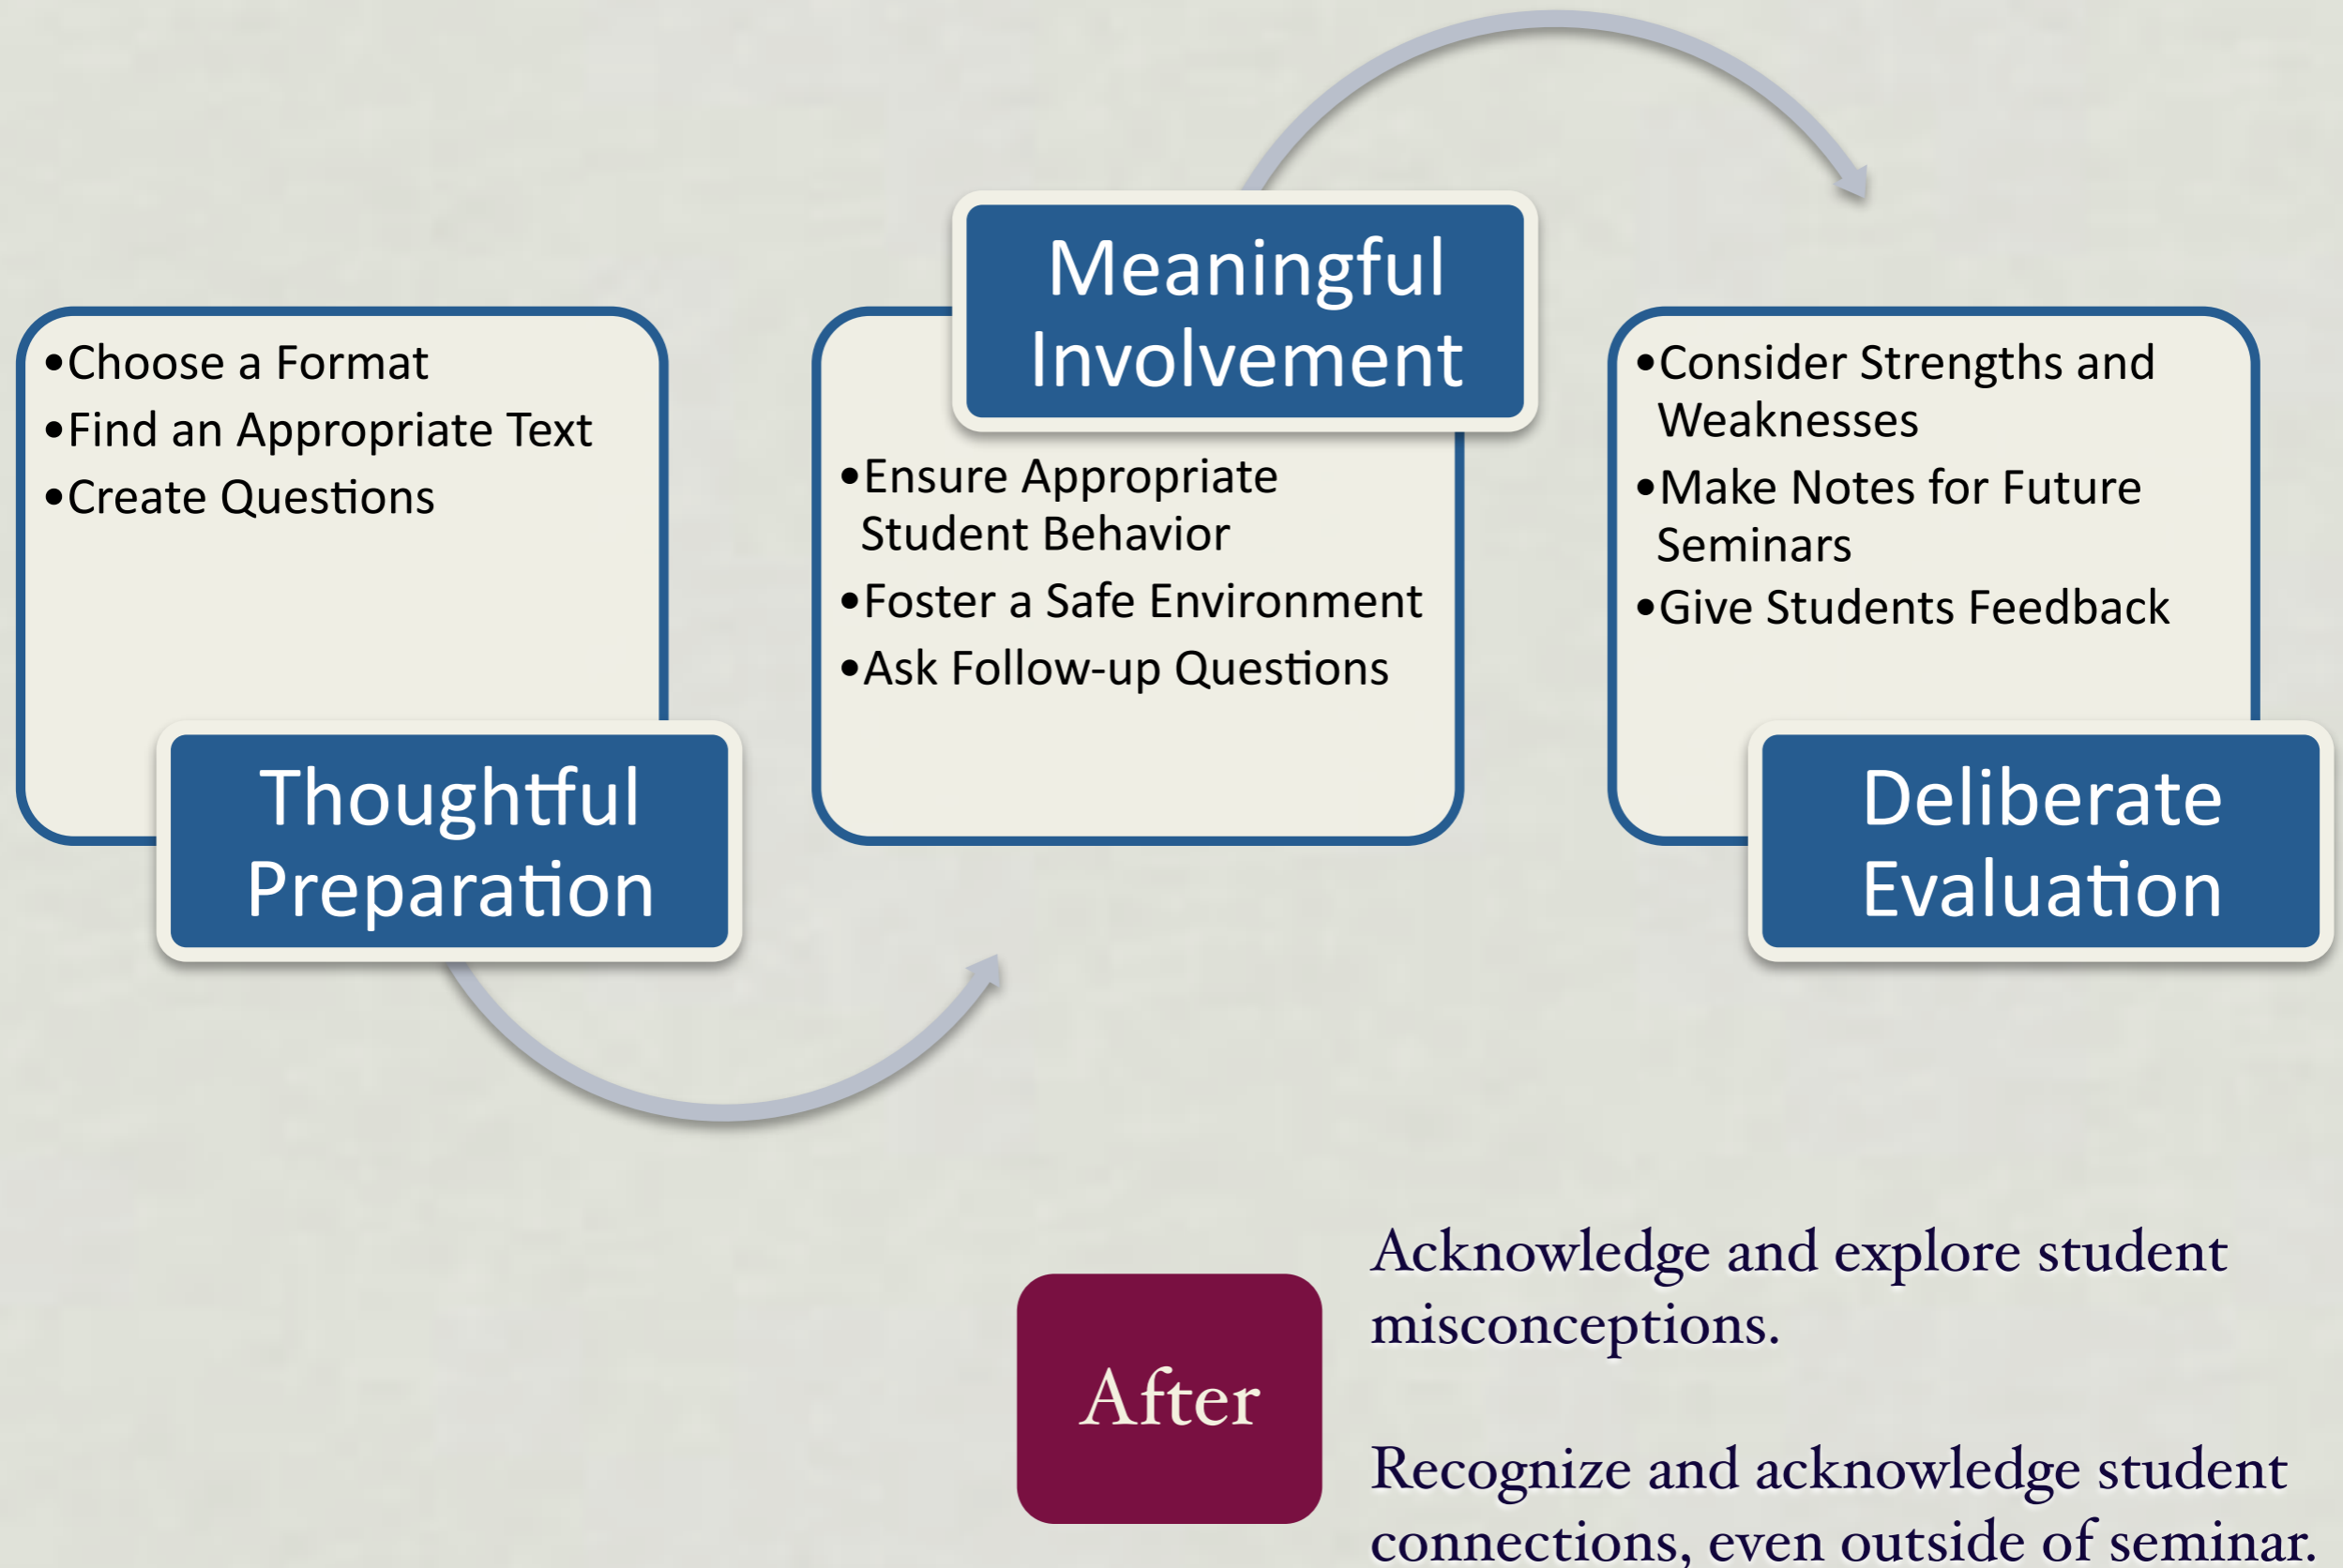 •Choose a Format
•Find an Appropriate Text
•Create Questions
Thoughtful
Preparation
Meaningful
Involvement
•Ensure Appropriate
Student Behavior
•Foster a Safe Environment
•Ask Follow-up Questions
•Consider Strengths and
Weaknesses
•Make Notes for Future
Seminars
•Give Students Feedback
Deliberate
Evaluation
After
Acknowledge and explore student
misconceptions.
Recognize and acknowledge student
connections, even outside of seminar.